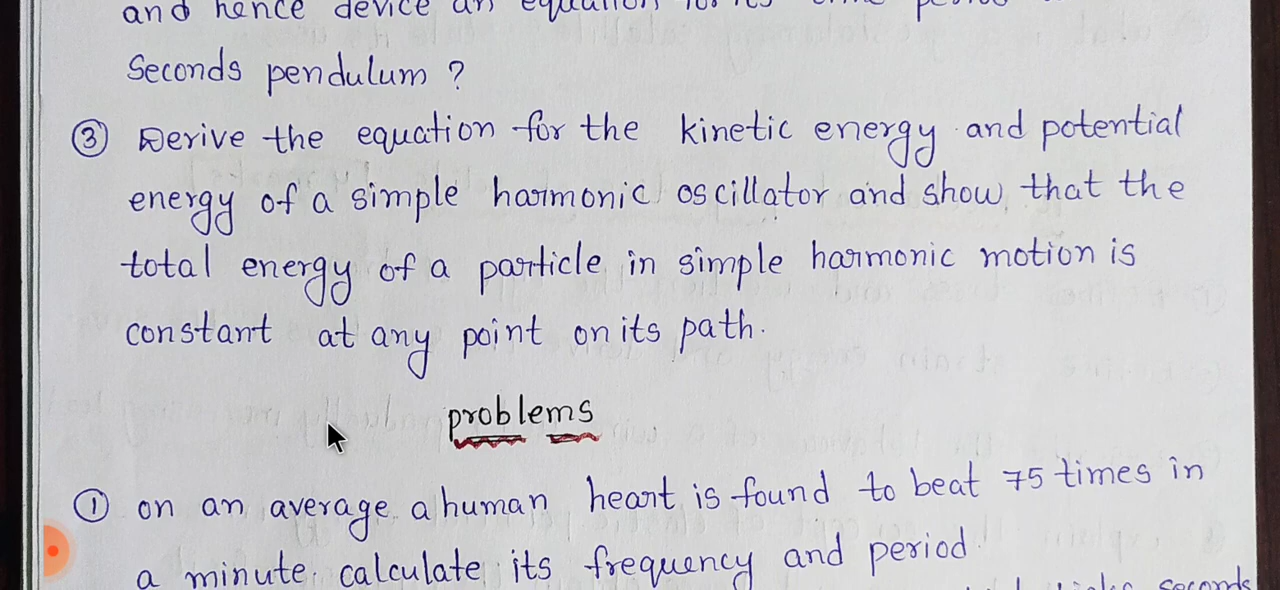 and hence
Seconds pendulum ?
③ Derive the equation for the kinetic energy and potential
energy of a simple harmonic oscillator and show that the
total energy of a particle in simple harmonic motion is
constant at any point on its path.
problems
① on an average a human heart is found to beat 75 times in
a minute. calculate its frequency and period.
seconds